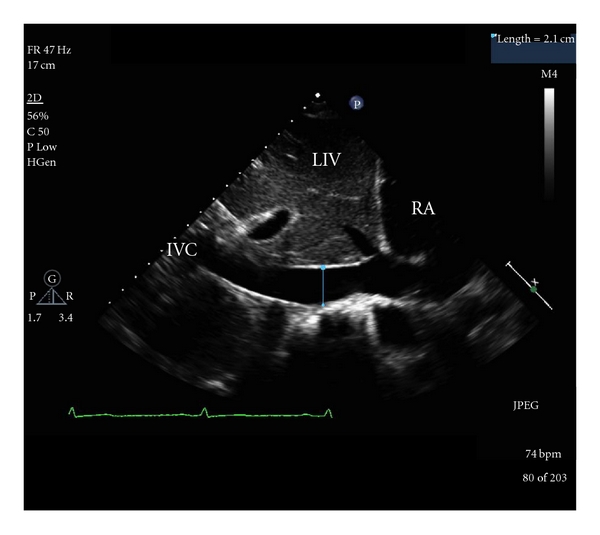 FR 47 Hz
17 cm
2D
56%
C 50
P Low
HGen
Length = 2.1 cm
M4
P
LIV
RA
IVC
G
P R
1.7 3.4
x
JPEG
74 bpm
80 of 203